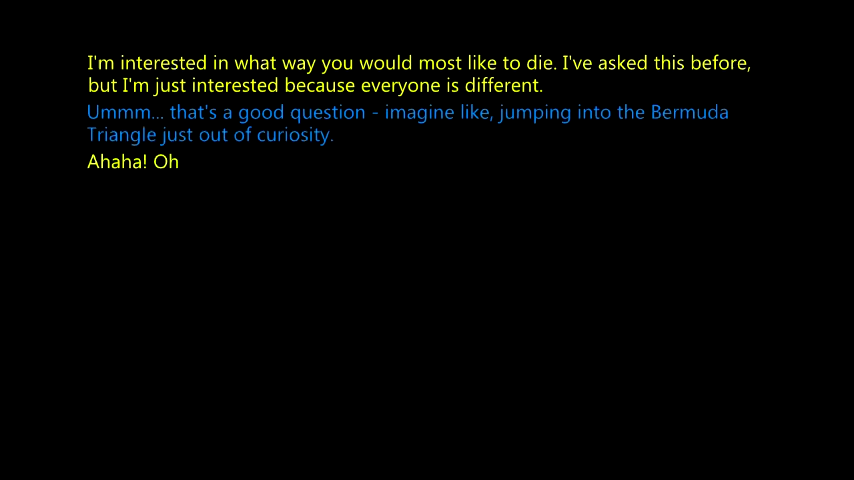 I'm interested in what way you would most like to die. I've asked this before,
but I'm just interested because everyone is different.
Ummm... that's a good question - imagine like, jumping into the Bermuda
Triangle just out of curiosity.
Ahaha! Oh